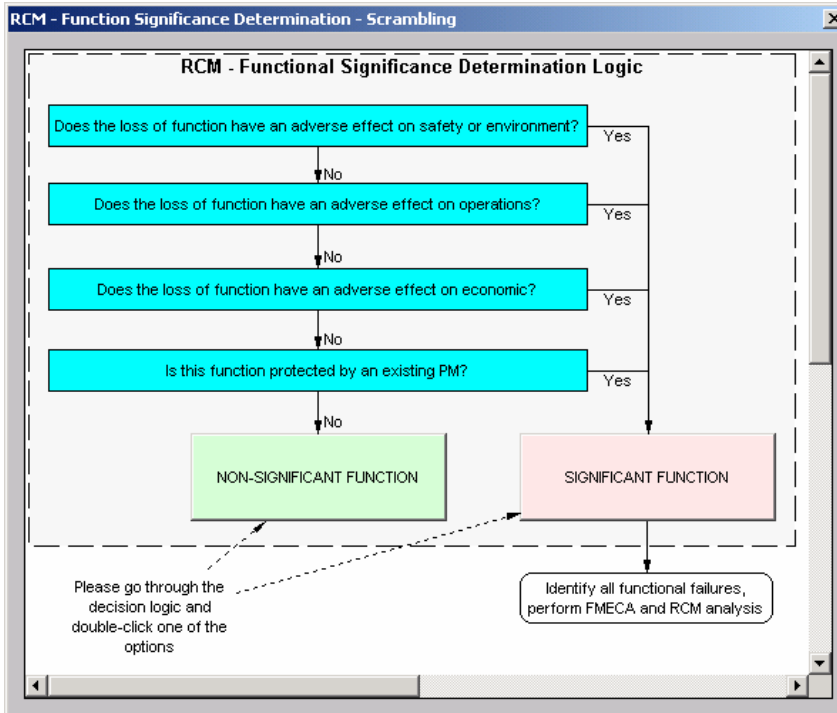 RCM - Function Significance Determination - Scrambling
RCM - Functional Significance Determination Logic
Does the loss of function have an adverse effect on safety or environment?
Yes
No
Does the loss of function have an adverse effect on operations?
Yes
No
Does the loss of function have an adverse effect on economic?
Yes
No
Is this function protected by an existing PM?
Yes
No
NON-SIGNIFICANT FUNCTION
SIGNIFICANT FUNCTION
Please go through the
decision logic and
double-click one of the
options
Identify all functional failures,
perform FMECA and RCM analysis